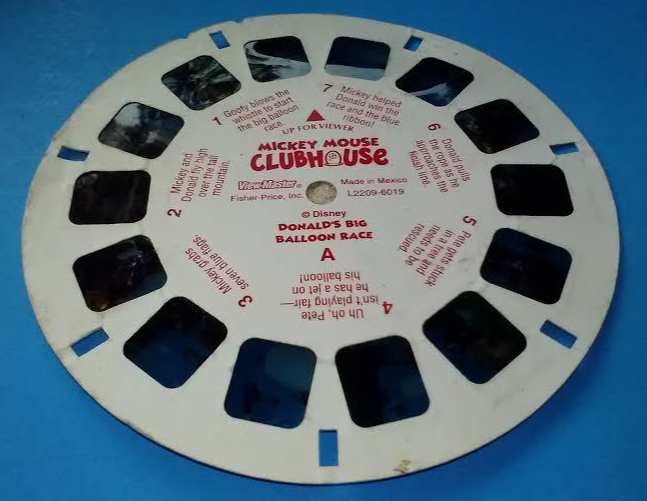 1 Goofy blows the
whistle to start
the big balloon
race.
7 Mickey helped
Donald win the
race and the blue
ribbon!
UP FOR VIEWER
MICKEY MOUSE
CLUBHOUSE
View-Master®
Fisher-Price, Inc.
Made in Mexico
L2209-6019
© Disney
DONALD'S BIG
BALLOON RACE
A
2 Mickey and
Donald fly high
over the tall
mountain.
3 Mickey grabs
seven blue flags.
4 Uh oh, Pete
isn't playing fair—
he has a jet on
his balloon!
5 Pete gets stuck
in a tree and
needs to be
rescued.
6 Donald pulls
the rope as he
approaches the
finish line.